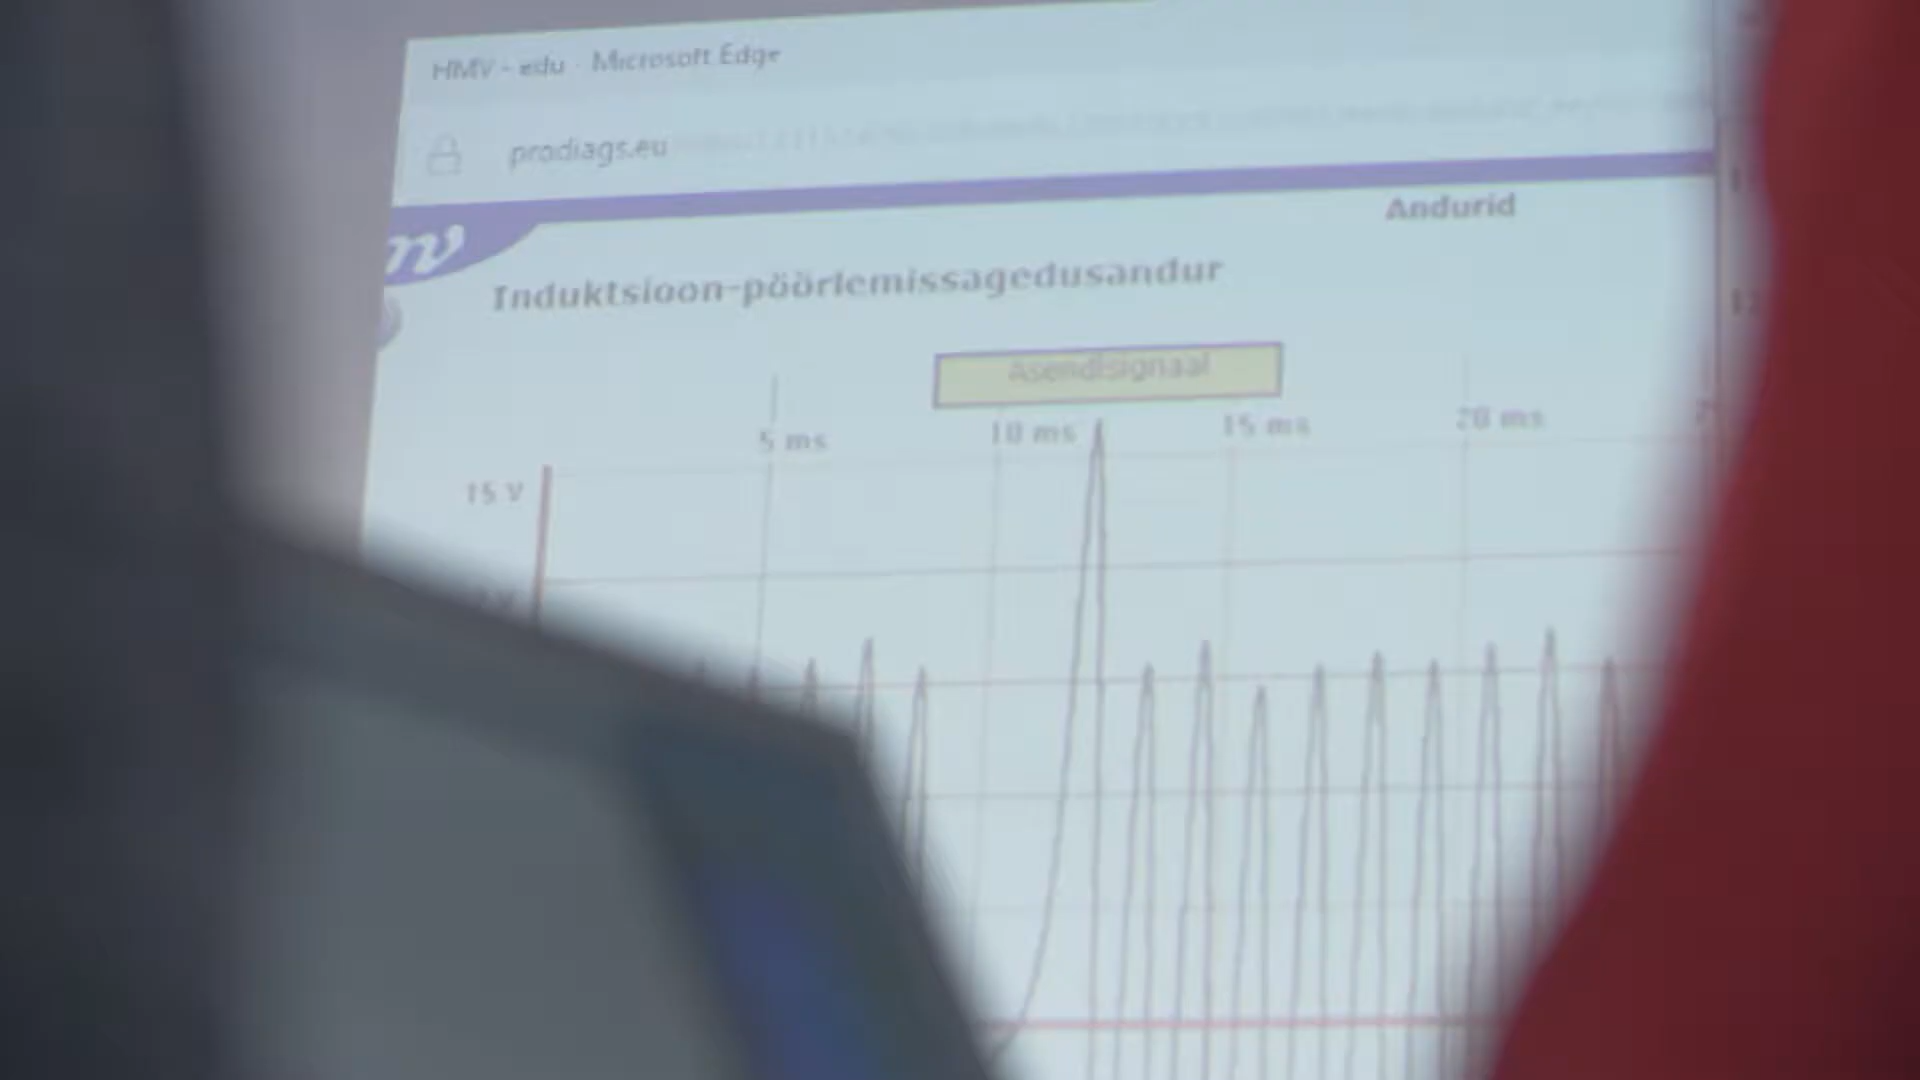 HMV - edu - Microsoft Edge
prodiags.eu
Andurid
Induktsioon-pöörlemissagedusandur
Asendisignaal
5 ms 10 ms 15 ms 20 ms
15 V